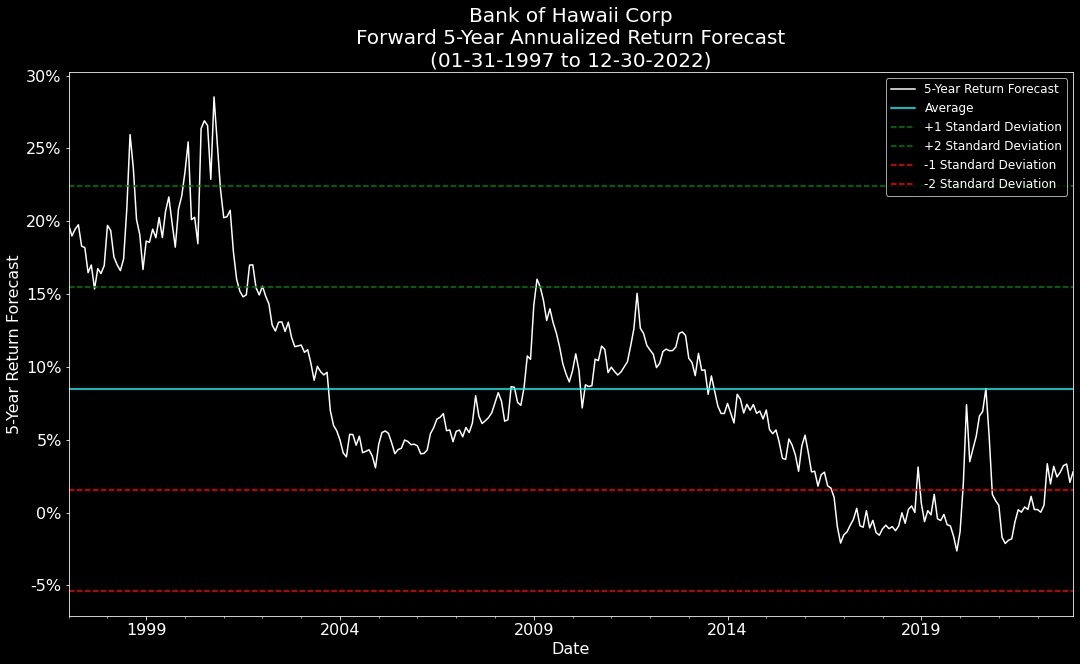 Bank of Hawaii Corp
Forward 5-Year Annualized Return Forecast
(01-31-1997 to 12-30-2022)
30%
25%
20%
15%
10%
5%
0%
-5%
5-Year Return Forecast
5-Year Return Forecast
Average
+1 Standard Deviation
+2 Standard Deviation
-1 Standard Deviation
-2 Standard Deviation
1999
2004
2009
2014
2019
Date